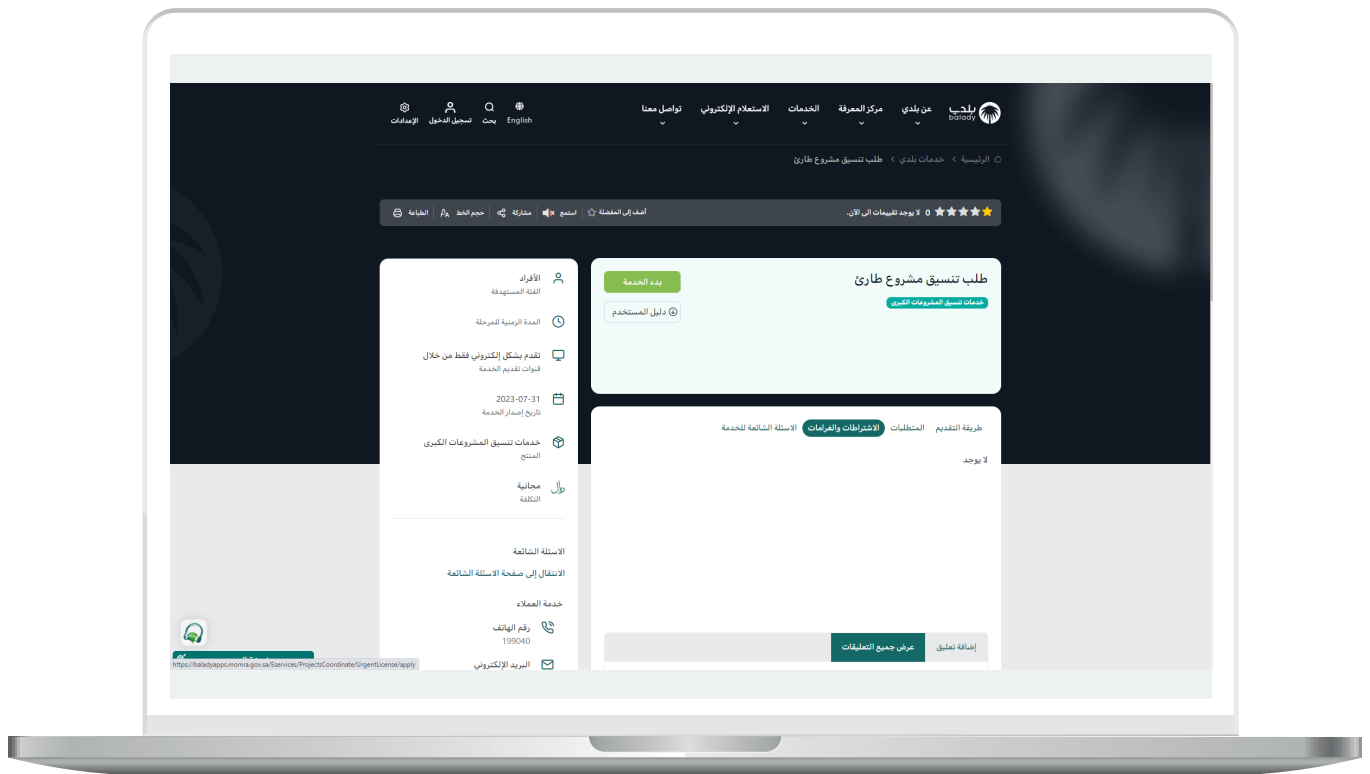 بلدي
balady
عن بلدي
مركز المعرفة
الخدمات
الاستعلام الإلكتروني
تواصل معنا
English
بحث
تسجيل الدخول
الإعدادات
الرئيسية
خدمات بلدي
طلب تنسيق مشروع طارئ
0 لا يوجد تقييمات الى الآن.
أضف إلى المفضلة
استمع
مشاركة
حجم الخط
الطباعة
طلب تنسيق مشروع طارئ
خدمات تنسيق المشروعات الكبرى
بدء الخدمة
دليل المستخدم
طريقة التقديم
المتطلبات
الاشتراطات والغرامات
الاسئلة الشائعة للخدمة
لا يوجد
إضافة تعليق
عرض جميع التعليقات
الأفراد
الفئة المستهدفة
المدة الزمنية للمرحلة
تقدم بشكل إلكتروني فقط من خلال
قنوات تقديم الخدمة
2023-07-31
تاريخ إصدار الخدمة
خدمات تنسيق المشروعات الكبرى
المنتج
مجانية
التكلفة
الاسئلة الشائعة
الانتقال إلى صفحة الاسئلة الشائعة
خدمة العملاء
رقم الهاتف
199040
البريد الإلكتروني
https://baladyapps.momra.gov.sa/Eservices/ProjectsCoordinate/UrgentLicense/apply